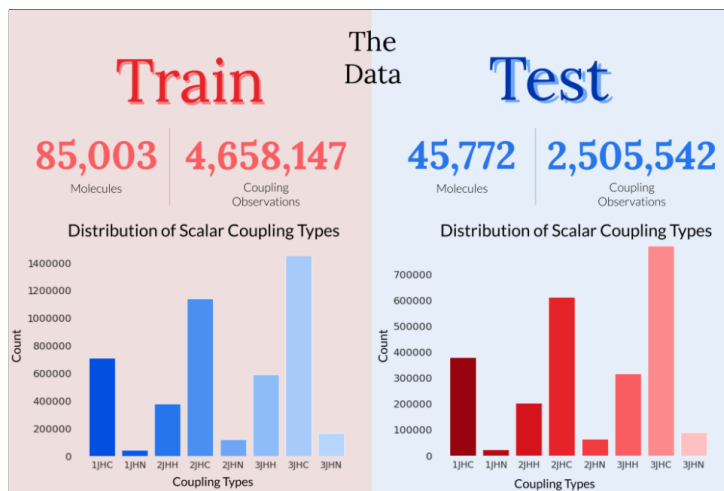 The
Data
Train
85,003
Molecules
4,658,147
Coupling
Observations
Distribution of Scalar Coupling Types
1400000
1200000
1000000
800000
600000
400000
200000
0
Count
1JHC 1JHN 2JHH 2JHC 2JHN 3JHH 3JHC 3JHN
Coupling Types
Test
45,772
Molecules
2,505,542
Coupling
Observations
Distribution of Scalar Coupling Types
700000
600000
500000
400000
300000
200000
100000
0
Count
1JHC 1JHN 2JHH 2JHC 2JHN 3JHH 3JHC 3JHN
Coupling Types